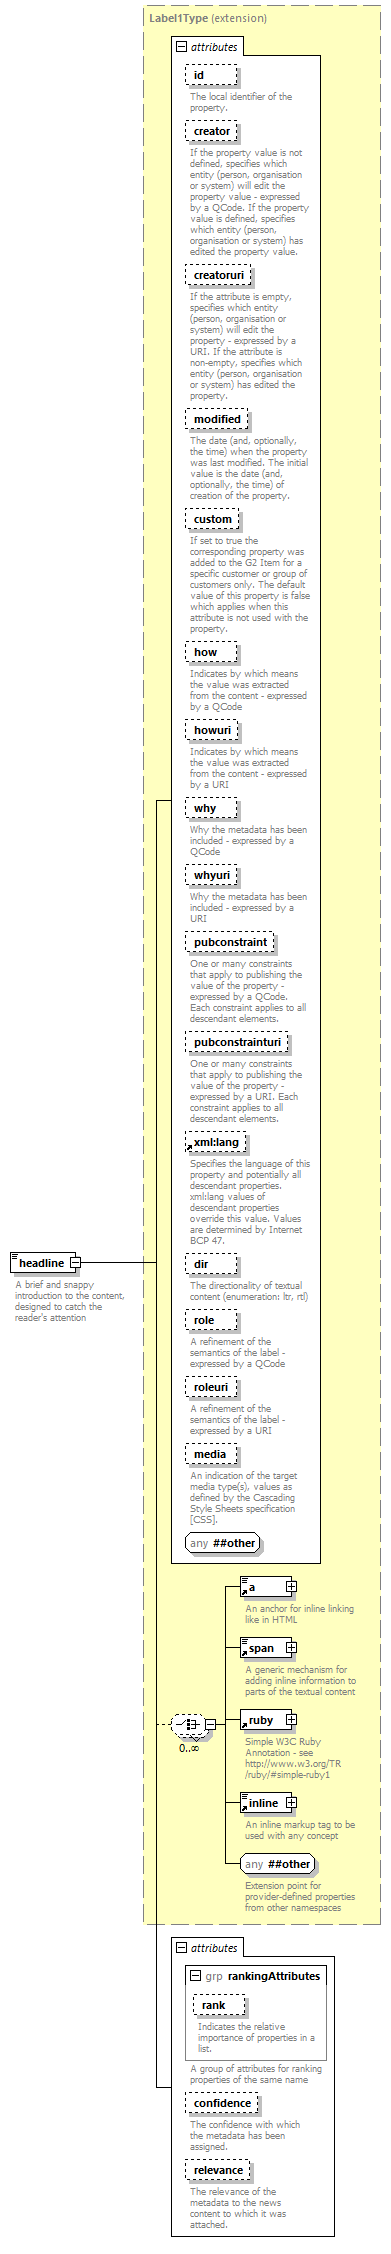 Label1Type (extension)
attributes
id
The local identifier of the
property.
creator
If the property value is not
defined, specifies which
entity (person, organisation
or system) will edit the
property value - expressed
by a QCode. If the property
value is defined, specifies
which entity (person,
organisation or system) has
edited the property value.
creatoruri
If the attribute is empty,
specifies which entity
(person, organisation or
system) will edit the
property - expressed by a
URI. If the attribute is
non-empty, specifies which
entity (person, organisation
or system) has edited the
property.
modified
The date (and, optionally,
the time) when the property
was last modified. The initial
value is the date (and,
optionally, the time) of
creation of the property.
custom
If set to true the
corresponding property was
added to the G2 Item for a
specific customer or group of
customers only. The default
value of this property is false
which applies when this
attribute is not used with the
property.
how
Indicates by which means
the value was extracted
from the content - expressed
by a QCode
howuri
Indicates by which means
the value was extracted
from the content - expressed
by a URI
why
Why the metadata has been
included - expressed by a
QCode
whyuri
Why the metadata has been
included - expressed by a
URI
pubconstraint
One or many constraints
that apply to publishing the
value of the property -
expressed by a QCode.
Each constraint applies to all
descendant elements.
pubconstrainturi
One or many constraints
that apply to publishing the
value of the property -
expressed by a URI. Each
constraint applies to all
descendant elements.
xml:lang
Specifies the language of this
property and potentially all
descendant properties.
xml:lang values of
descendant properties
override this value. Values
are determined by Internet
BCP 47.
headline
A brief and snappy
introduction to the content,
designed to catch the
reader's attention
dir
The directionality of textual
content (enumeration: ltr, rtl)
role
A refinement of the
semantics of the label -
expressed by a QCode
roleuri
A refinement of the
semantics of the label -
expressed by a URI
media
An indication of the target
media type(s), values as
defined by the Cascading
Style Sheets specification
[CSS].
any ##other
a
An anchor for inline linking
like in HTML
span
A generic mechanism for
adding inline information to
parts of the textual content
0..∞
ruby
Simple W3C Ruby
Annotation - see
http://www.w3.org/TR
/ruby/#simple-ruby1
inline
An inline markup tag to be
used with any concept
any ##other
Extension point for
provider-defined properties
from other namespaces
attributes
grp rankingAttributes
rank
Indicates the relative
importance of properties in a
list.
A group of attributes for ranking
properties of the same name
confidence
The confidence with which
the metadata has been
assigned.
relevance
The relevance of the
metadata to the news
content to which it was
attached.